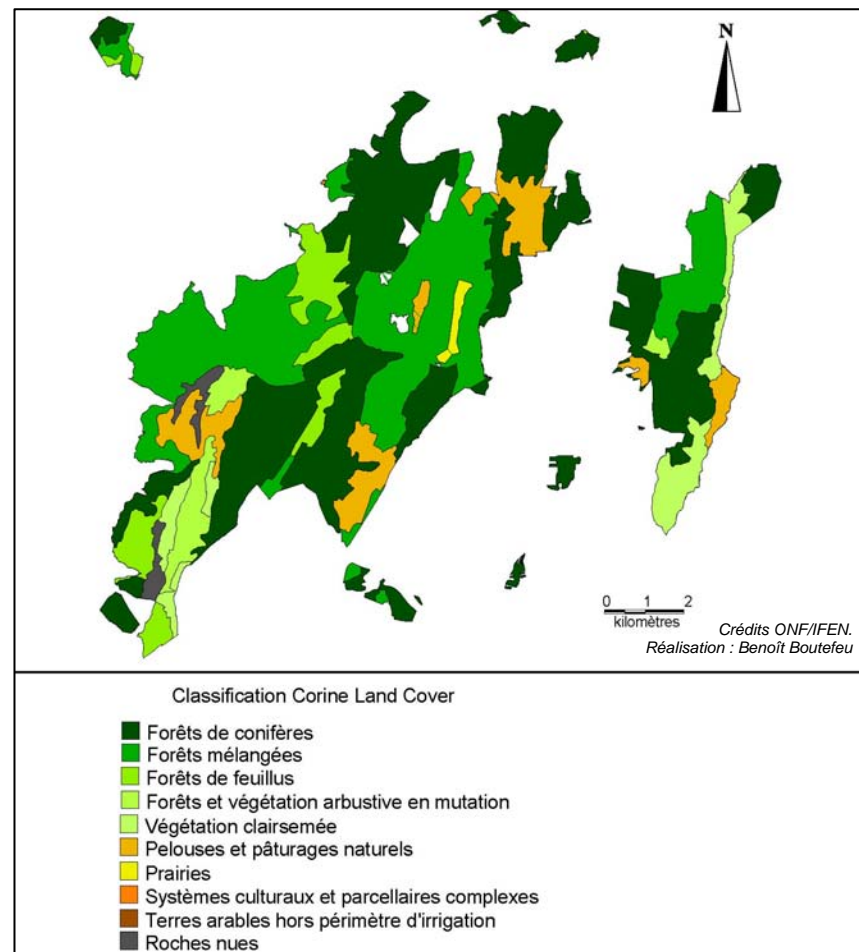 N
0 1 2
kilomètres
Crédits ONF/IFEN.
Réalisation : Benoît Boutefeu
Classification Corine Land Cover
Forêts de conifères
Forêts mélangées
Forêts de feuillus
Forêts et végétation arbustive en mutation
Végétation clairsemée
Pelouses et pâturages naturels
Prairies
Systèmes culturaux et parcellaires complexes
Terres arables hors périmètre d'irrigation
Roches nues